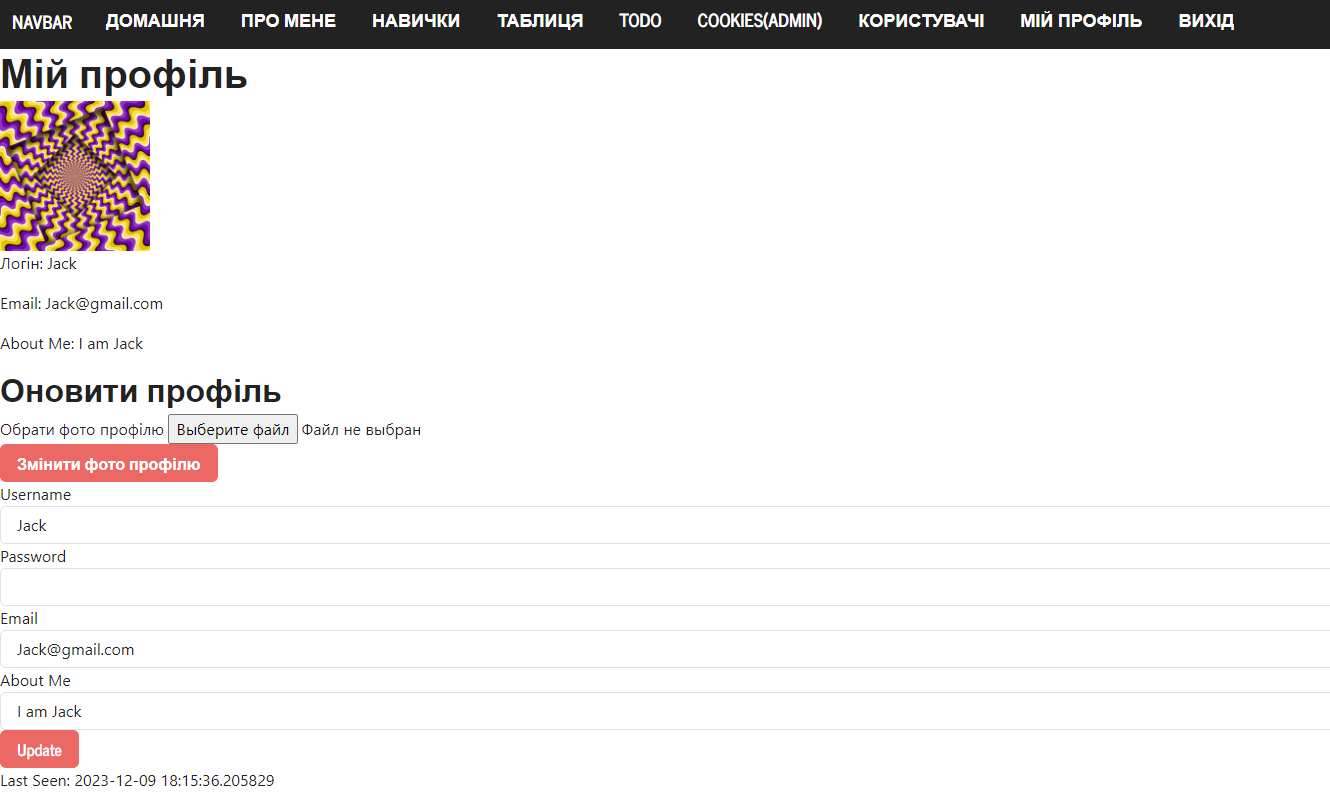 NAVBAR ДОМАШНЯ ПРО МЕНЕ НАВИЧКИ ТАБЛИЦЯ TODO COOKIES(ADMIN) КОРИСТУВАЧІ МІЙ ПРОФІЛЬ ВИХІД
Мій профіль
Логін: Jack
Email: Jack@gmail.com
About Me: I am Jack
Оновити профіль
Обрати фото профілю Выберите файл Файл не выбран
Змінити фото профілю
Username
Jack
Password
Email
Jack@gmail.com
About Me
I am Jack
Update
Last Seen: 2023-12-09 18:15:36.205829